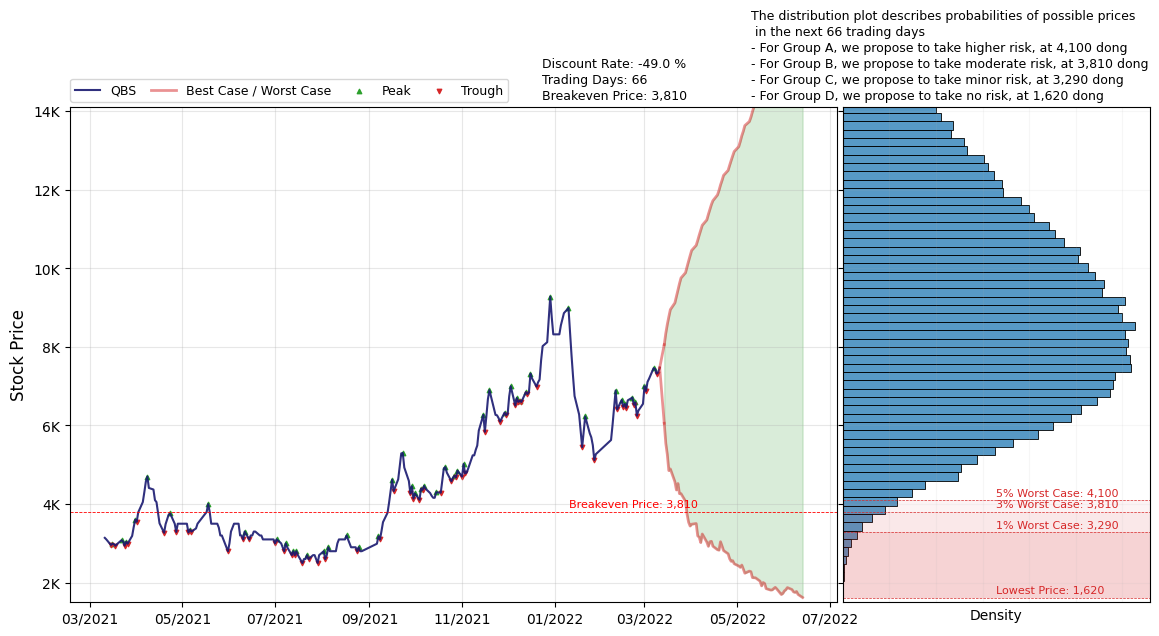 The distribution plot describes probabilities of possible prices
in the next 66 trading days
- For Group A, we propose to take higher risk, at 4,100 dong
- For Group B, we propose to take moderate risk, at 3,810 dong
- For Group C, we propose to take minor risk, at 3,290 dong
- For Group D, we propose to take no risk, at 1,620 dong
Discount Rate: -49.0 %
Trading Days: 66
Breakeven Price: 3,810
QBS
Best Case / Worst Case
Peak
Trough
Stock Price
14K
12K
10K
8K
6K
4K
2K
Breakeven Price: 3,810
5% Worst Case: 4,100
3% Worst Case: 3,810
1% Worst Case: 3,290
Lowest Price: 1,620
03/2021
05/2021
07/2021
09/2021
11/2021
01/2022
03/2022
05/2022
07/2022
Density